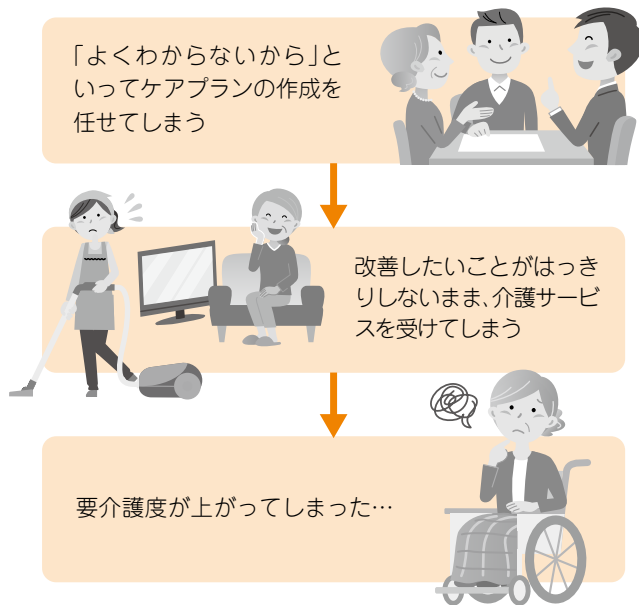 「よくわからないから」と
いってケアプランの作成を
任せてしまう
改善したいことがはっき
りしないまま、介護サービ
スを受けてしまう
要介護度が上がってしまった…